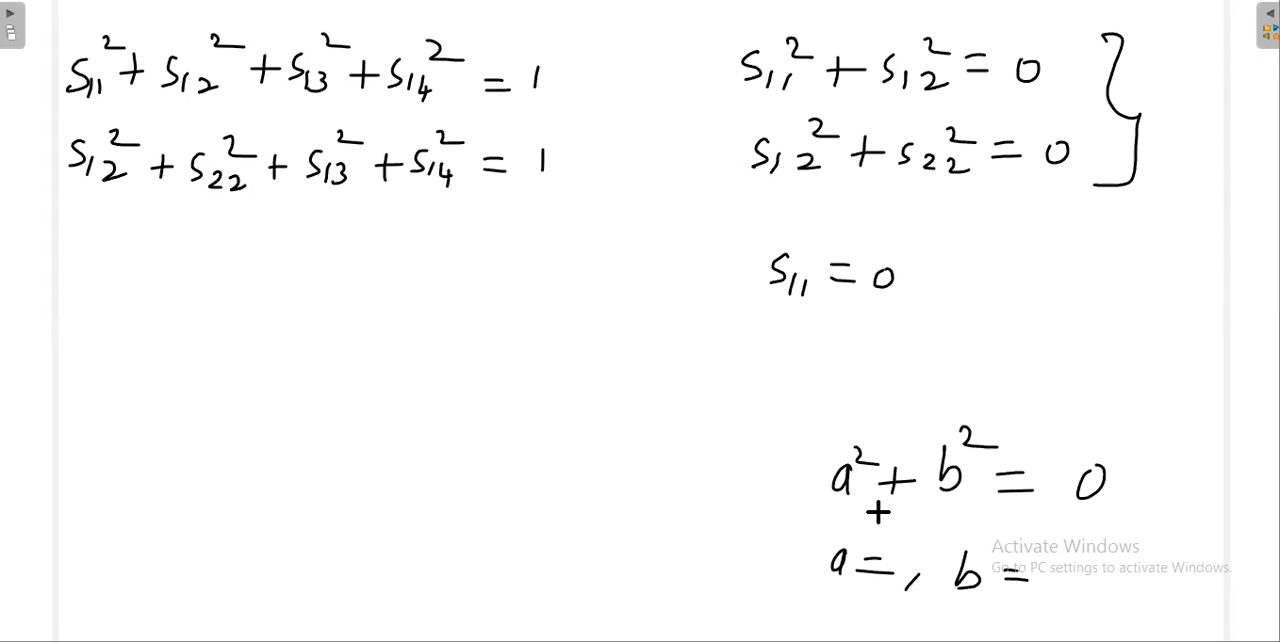 s₁₁² + s₁₂² + s₁₃² + s₁₄² = 1
s₁₂² + s₂₂² + s₁₃² + s₁₄² = 1
s₁₁² + s₁₂² = 0
s₁₂² + s₂₂² = 0
s₁₁ = 0
a² + b² = 0
a = , b =
Activate Windows
Go to PC settings to activate Windows.